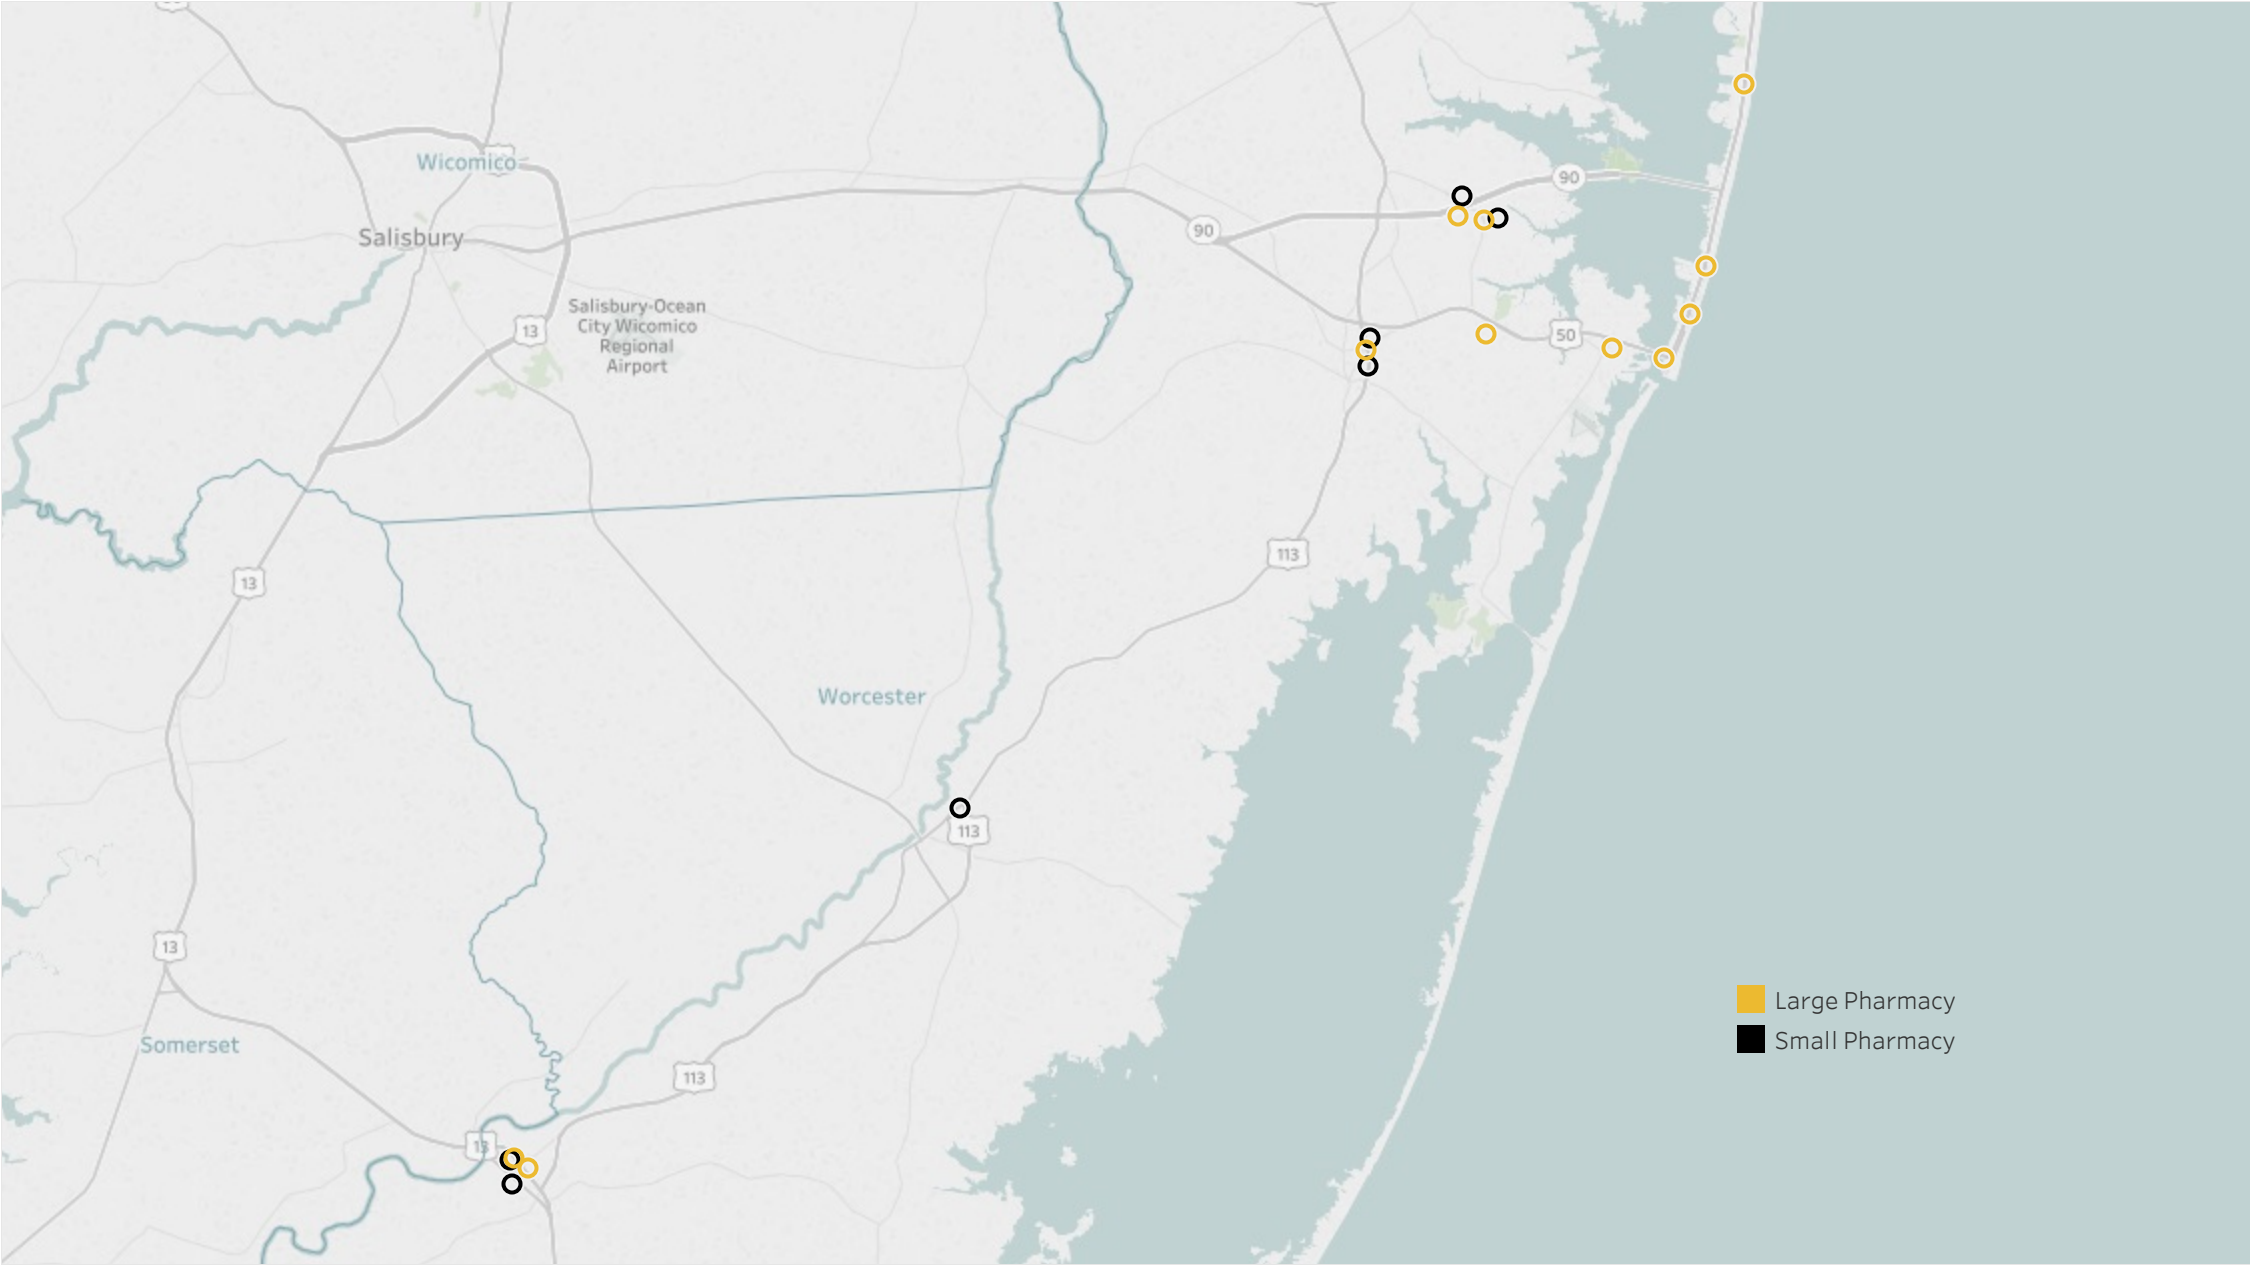 Wicomico
90
90
Salisbury
Salisbury-Ocean
City Wicomico
Regional
Airport
13
50
113
13
Worcester
113
13
Large Pharmacy
Small Pharmacy
Somerset
113
13